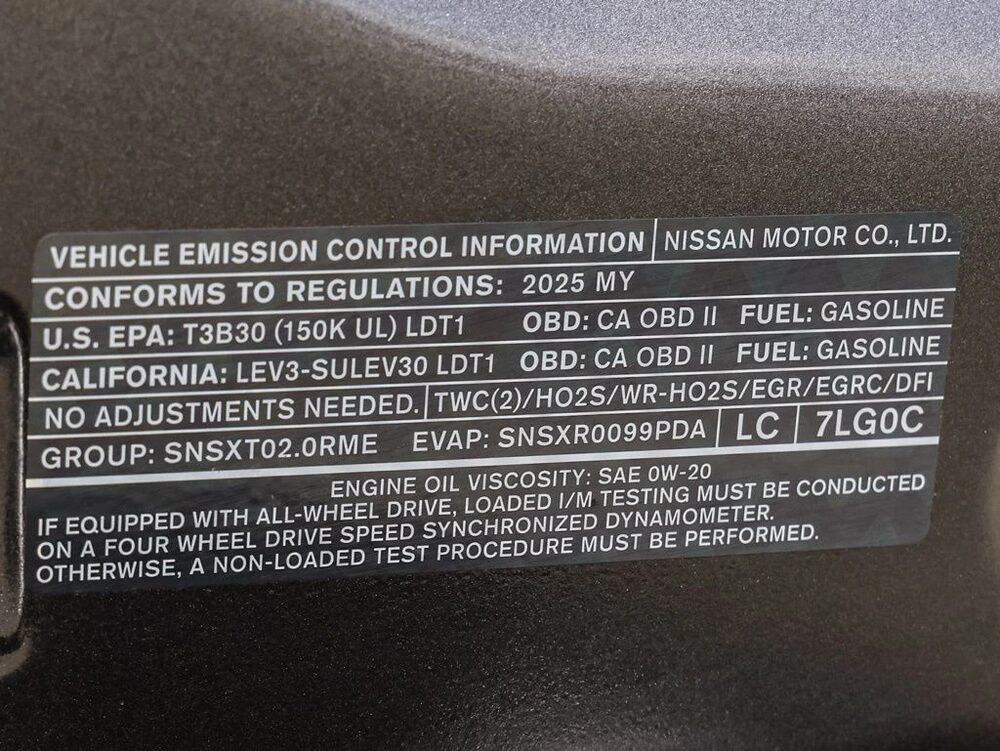 VEHICLE EMISSION CONTROL INFORMATION NISSAN MOTOR CO., LTD.
CONFORMS TO REGULATIONS: 2025 MY
U.S. EPA: T3B30 (150K UL) LDT1 OBD: CA OBD II FUEL: GASOLINE
CALIFORNIA: LEV3-SULEV30 LDT1 OBD: CA OBD II FUEL: GASOLINE
NO ADJUSTMENTS NEEDED. TWC(2)/HO2S/WR-HO2S/EGR/EGRC/DFI
GROUP: SNSXT02.0RME EVAP: SNSXR0099PDA LC 7LG0C
ENGINE OIL VISCOSITY: SAE 0W-20
IF EQUIPPED WITH ALL-WHEEL DRIVE, LOADED I/M TESTING MUST BE CONDUCTED
ON A FOUR WHEEL DRIVE SPEED SYNCHRONIZED DYNAMOMETER.
OTHERWISE, A NON-LOADED TEST PROCEDURE MUST BE PERFORMED.